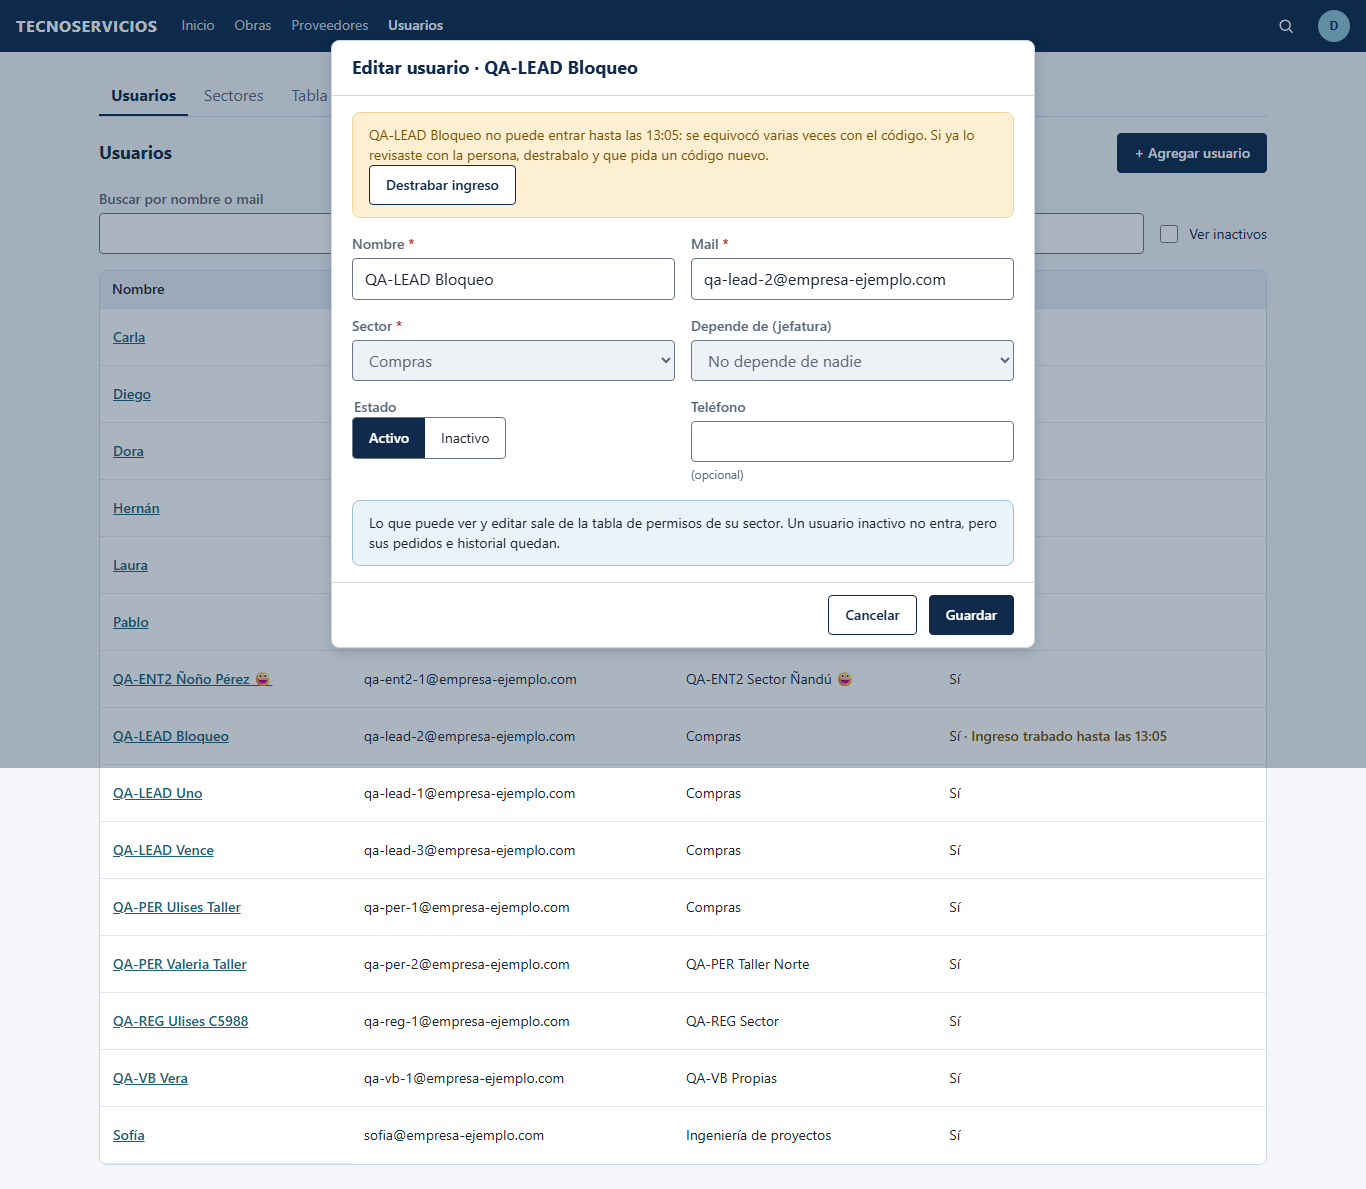 TECNOSERVICIOS Inicio Obras Proveedores Usuarios D
Editar usuario · QA-LEAD Bloqueo
Usuarios Sectores Tabla
QA-LEAD Bloqueo no puede entrar hasta las 13:05: se equivocó varias veces con el código. Si ya lo
revisaste con la persona, destrabalo y que pida un código nuevo.
Destrabar ingreso
Usuarios
+ Agregar usuario
Buscar por nombre o mail
Ver inactivos
Nombre * Mail *
QA-LEAD Bloqueo qa-lead-2@empresa-ejemplo.com
Sector * Depende de (jefatura)
Compras No depende de nadie
Estado Teléfono
Activo Inactivo
(opcional)
Lo que puede ver y editar sale de la tabla de permisos de su sector. Un usuario inactivo no entra, pero
sus pedidos e historial quedan.
Cancelar Guardar
Nombre
Carla
Diego
Dora
Hernán
Laura
Pablo
QA-ENT2 Ñoño Pérez 😀 qa-ent2-1@empresa-ejemplo.com QA-ENT2 Sector Ñandú 😀 Sí
QA-LEAD Bloqueo qa-lead-2@empresa-ejemplo.com Compras Sí · Ingreso trabado hasta las 13:05
QA-LEAD Uno qa-lead-1@empresa-ejemplo.com Compras Sí
QA-LEAD Vence qa-lead-3@empresa-ejemplo.com Compras Sí
QA-PER Ulises Taller qa-per-1@empresa-ejemplo.com Compras Sí
QA-PER Valeria Taller qa-per-2@empresa-ejemplo.com QA-PER Taller Norte Sí
QA-REG Ulises C5988 qa-reg-1@empresa-ejemplo.com QA-REG Sector Sí
QA-VB Vera qa-vb-1@empresa-ejemplo.com QA-VB Propias Sí
Sofía sofia@empresa-ejemplo.com Ingeniería de proyectos Sí